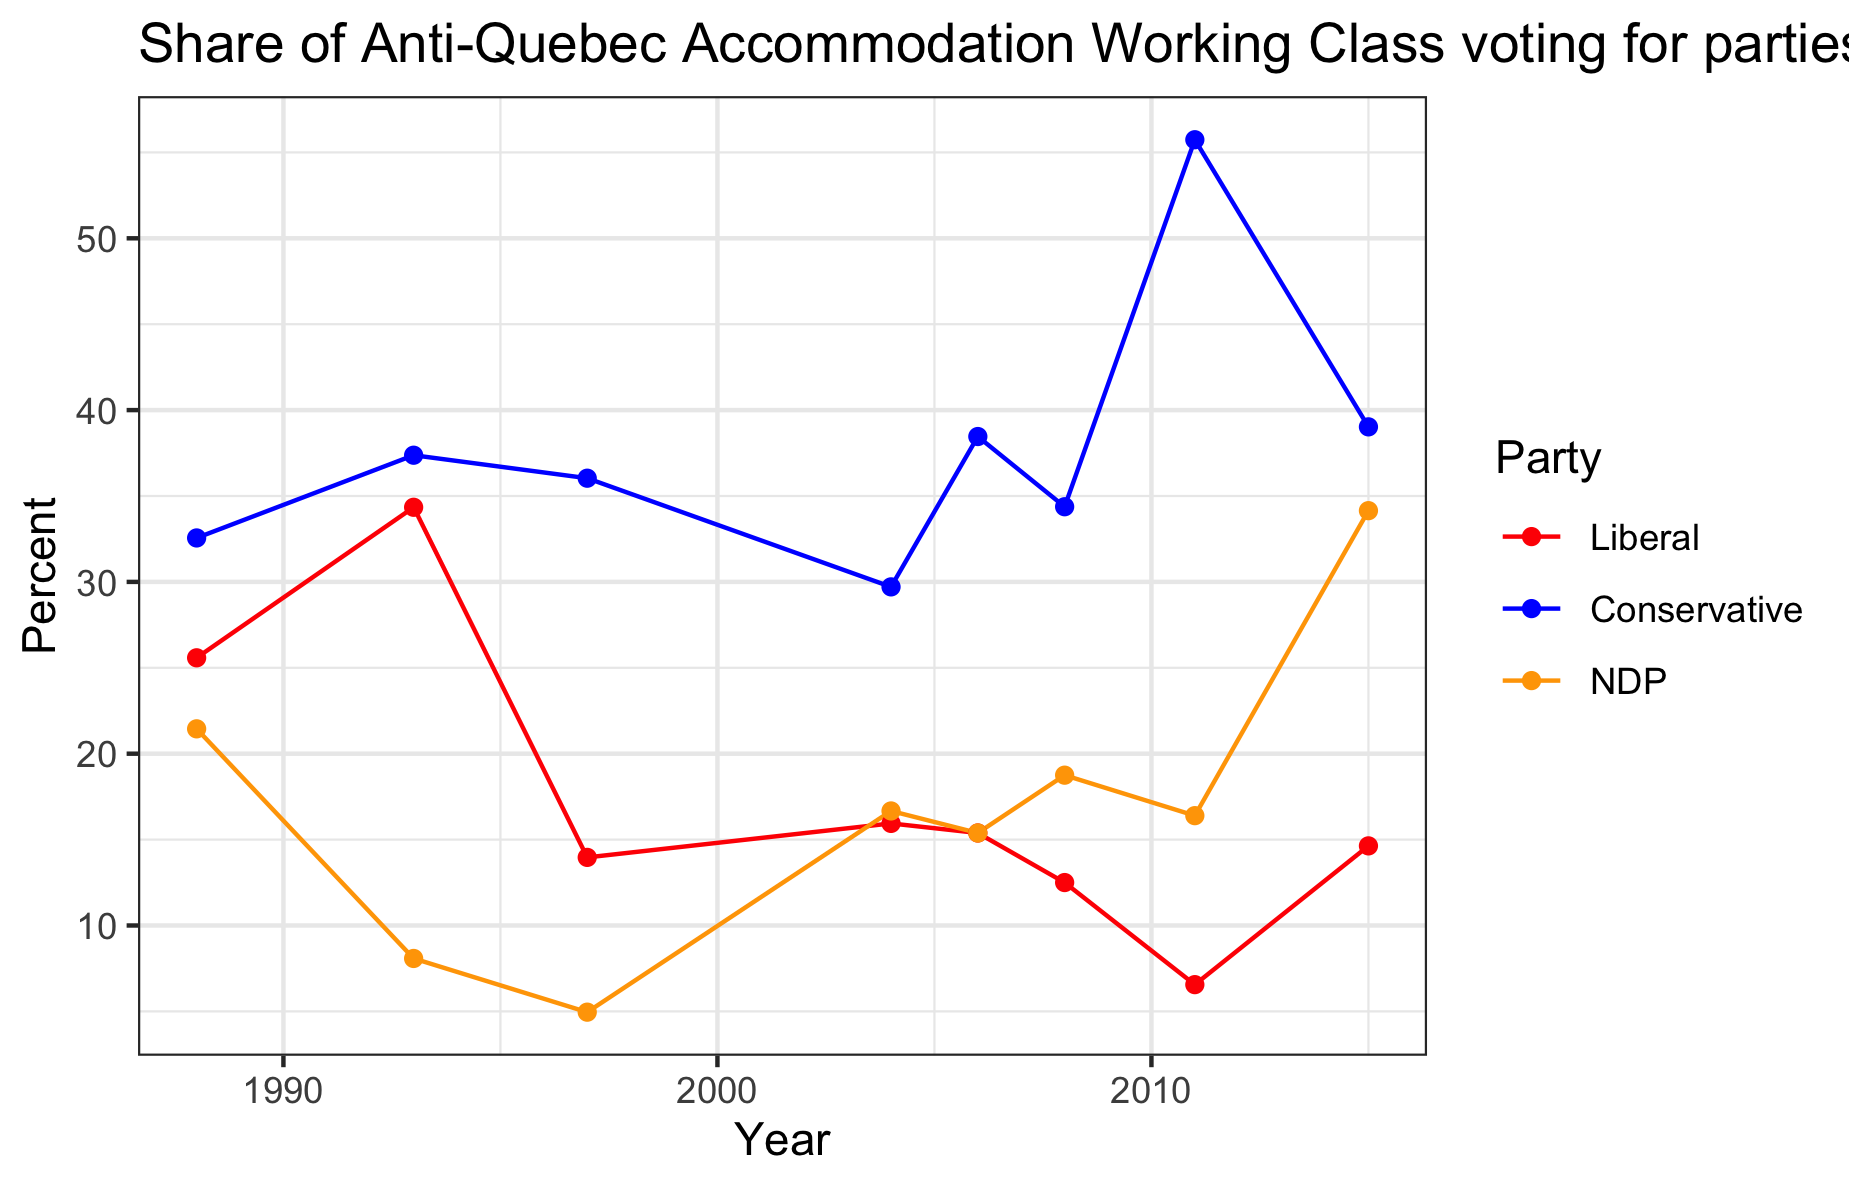 Share of Anti-Quebec Accommodation Working Class voting for parties
50
40
30
20
10
Percent
1990
2000
2010
Year
Party
Liberal
Conservative
NDP